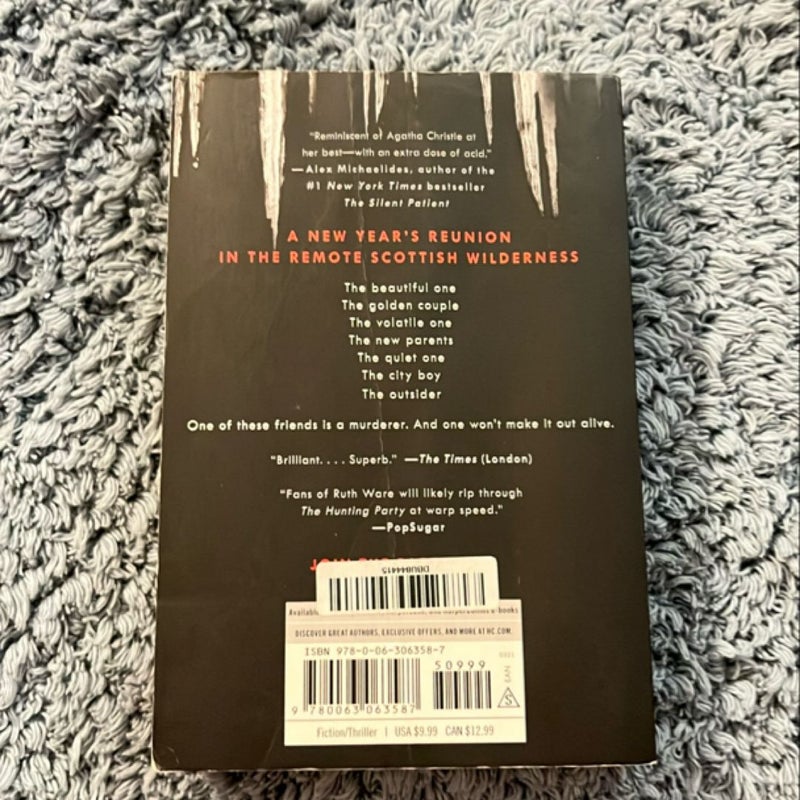 "Reminiscent of Agatha Christie at
her best—with an extra dose of acid."
—Alex Michaelides, author of the
#1 New York Times bestseller
The Silent Patient
A NEW YEAR'S REUNION
IN THE REMOTE SCOTTISH WILDERNESS
The beautiful one
The golden couple
The volatile one
The new parents
The quiet one
The city boy
The outsider
One of these friends is a murderer. And one won't make it out alive.
"Brilliant. . . . Superb." —The Times (London)
"Fans of Ruth Ware will likely rip through
The Hunting Party at warp speed."
—PopSugar
DBU844415
Available
e-books
DISCOVER GREAT AUTHORS, EXCLUSIVE OFFERS, AND MORE AT HC.COM.
ISBN 978-0-06-306358-7
50999
9 780063 063587
EAN
S
0921
Fiction/Thriller USA $9.99 CAN $12.99